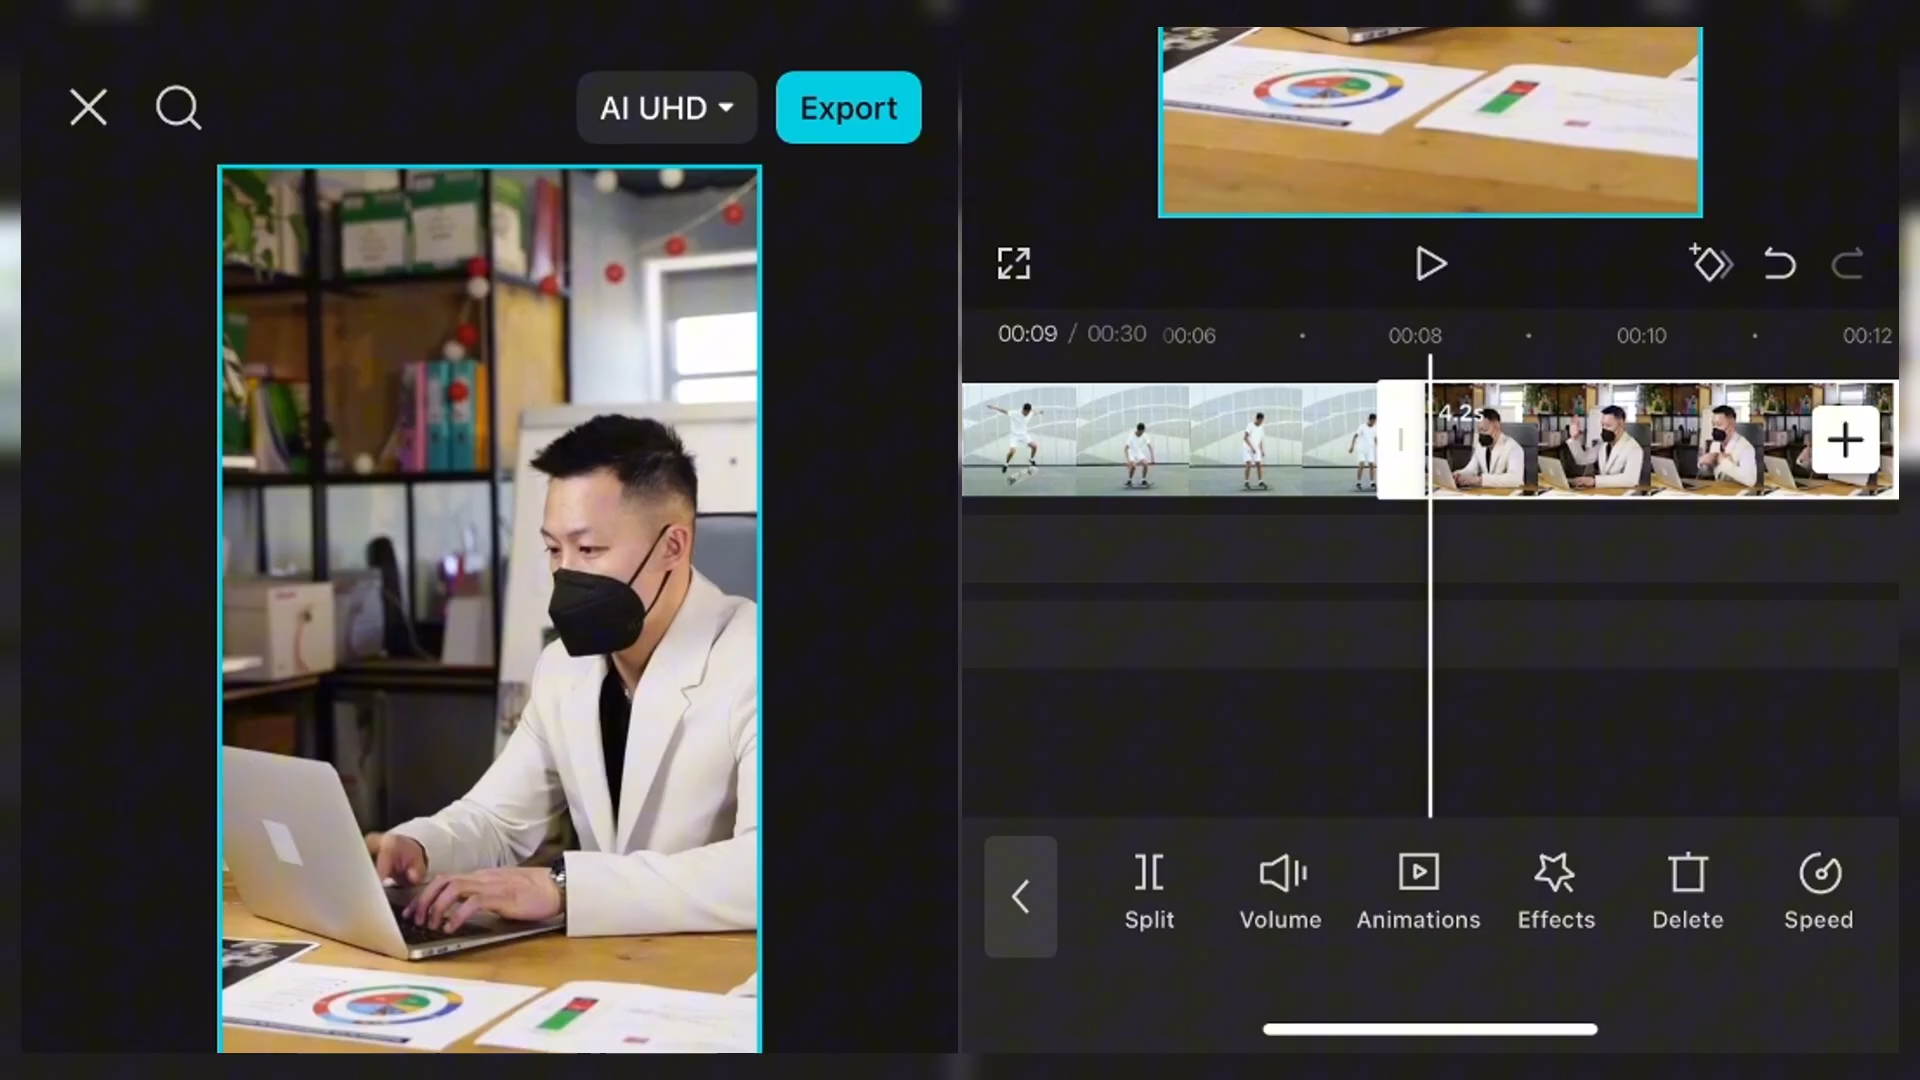 AI UHD
Export
00:09 / 00:30
00:06
00:08
00:10
00:12
4.2s
Split
Volume
Animations
Effects
Delete
Speed